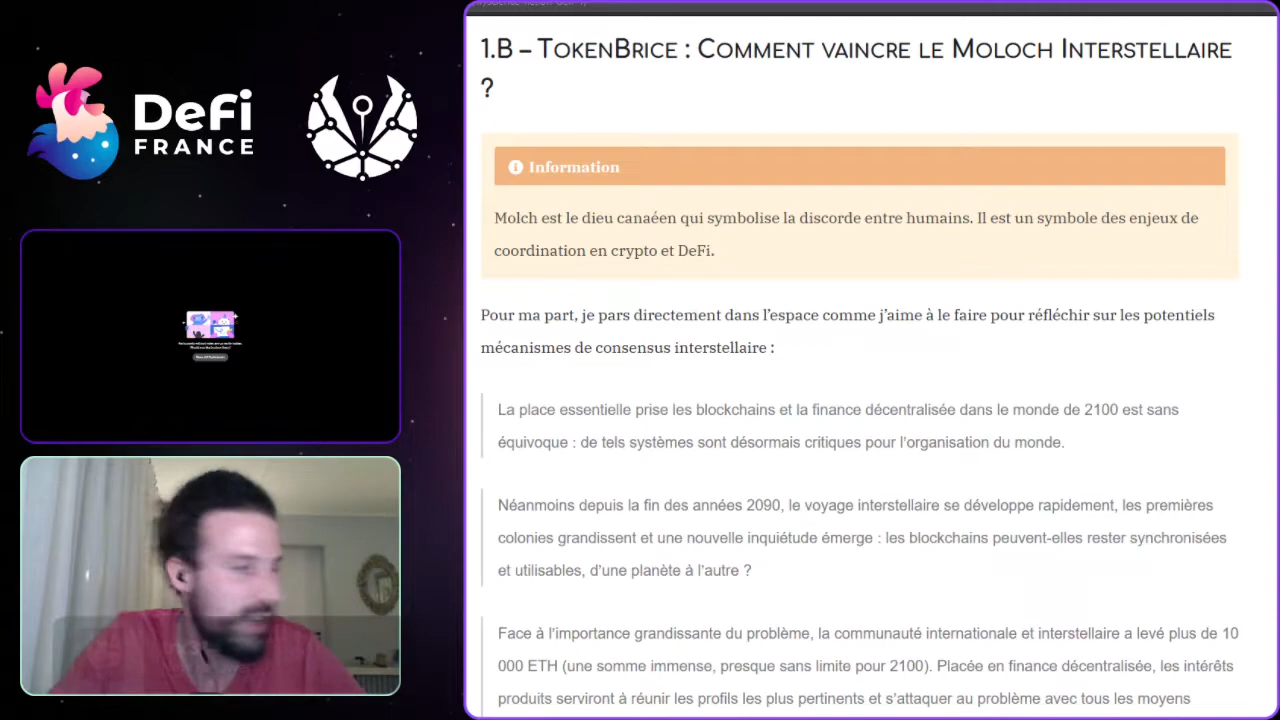 DeFi
FRANCE
1.B – TokenBrice : Comment vaincre le Moloch Interstellaire
?
Information
Molch est le dieu canaéen qui symbolise la discorde entre humains. Il est un symbole des enjeux de
coordination en crypto et DeFi.
Pour ma part, je pars directement dans l’espace comme j’aime à le faire pour réfléchir sur les potentiels
mécanismes de consensus interstellaire :
La place essentielle prise les blockchains et la finance décentralisée dans le monde de 2100 est sans
équivoque : de tels systèmes sont désormais critiques pour l’organisation du monde.
Néanmoins depuis la fin des années 2090, le voyage interstellaire se développe rapidement, les premières
colonies grandissent et une nouvelle inquiétude émerge : les blockchains peuvent-elles rester synchronisées
et utilisables, d’une planète à l’autre ?
Face à l’importance grandissante du problème, la communauté internationale et interstellaire a levé plus de 10
000 ETH (une somme immense, presque sans limite pour 2100). Placée en finance décentralisée, les intérêts
produits serviront à réunir les profils les plus pertinents et s’attaquer au problème avec tous les moyens